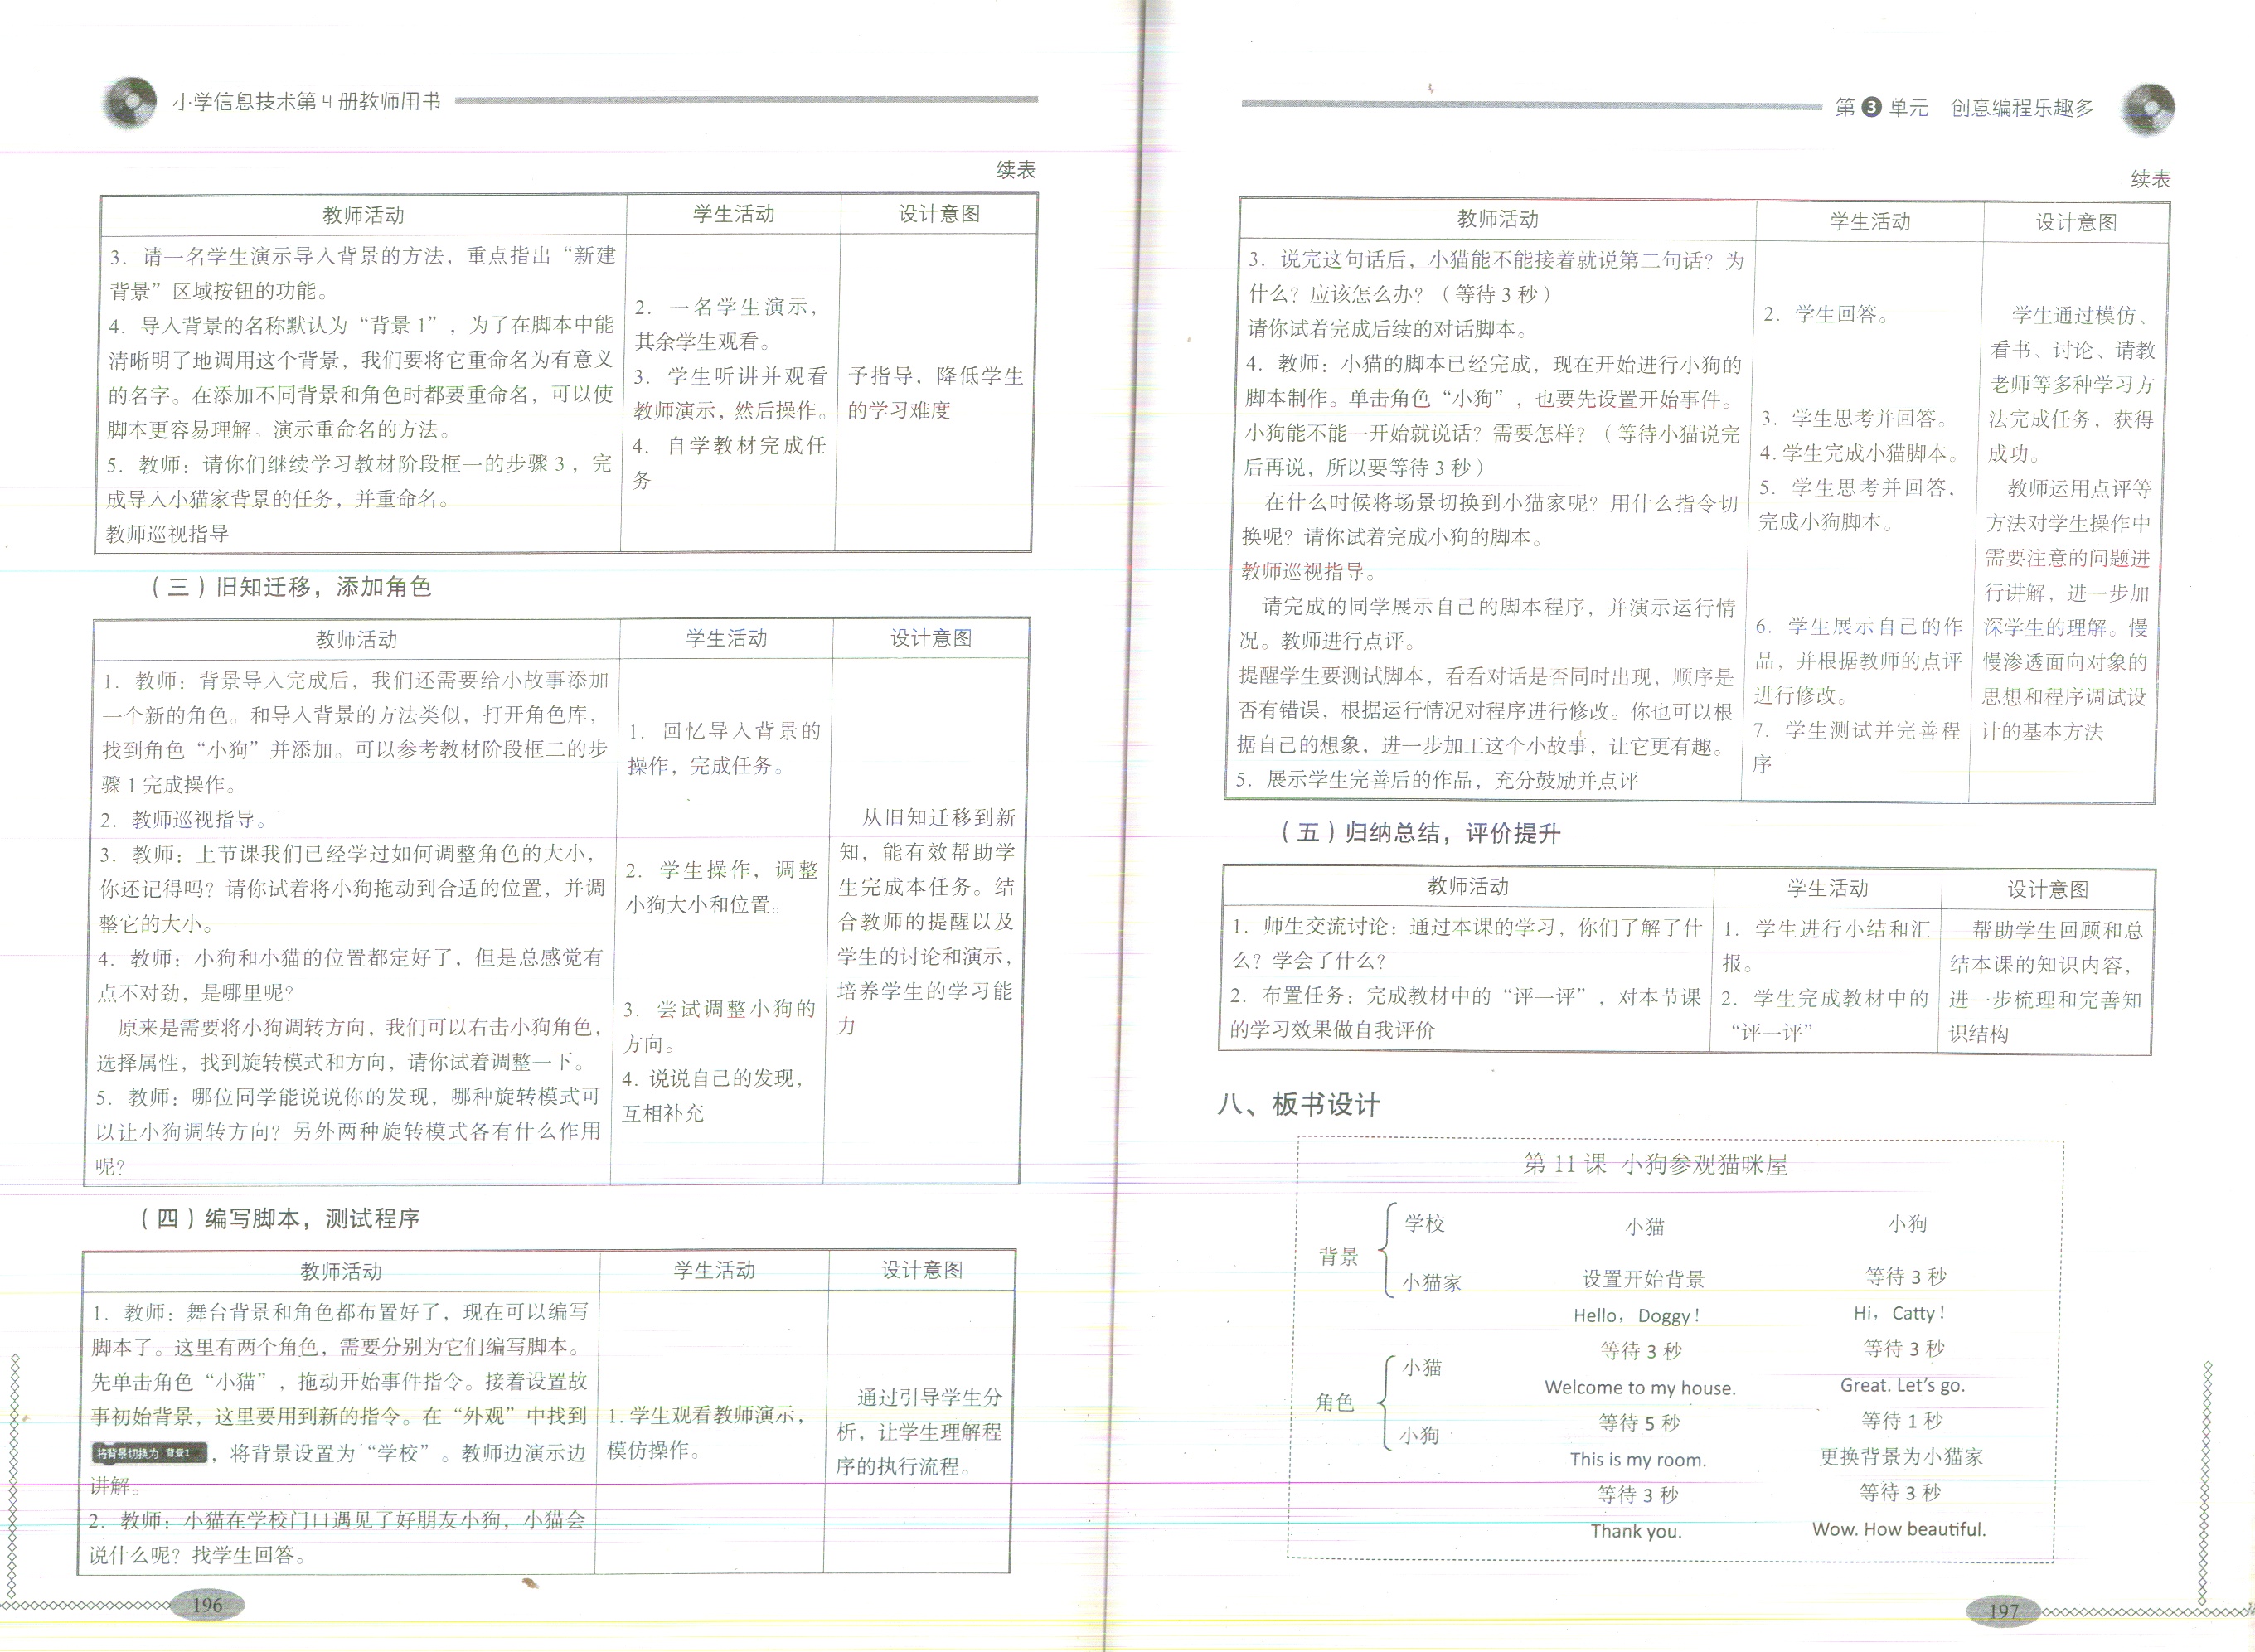 小学信息技术第4册教师用书
续表
教师活动
学生活动
设计意图
3. 请一名学生演示导入背景的方法，重点指出“新建
背景”区域按钮的功能。
4. 导入背景的名称默认为“背景1”，为了在脚本中能
清晰明了地调用这个背景，我们要将它重命名为有意义
的名字。在添加不同背景和角色时都要重命名，可以使
脚本更容易理解。演示重命名的方法。
5. 教师：请你们继续学习教材阶段框一的步骤3，完
成导入小猫家背景的任务，并重命名。
教师巡视指导
2. 一名学生演示，
其余学生观看。
3. 学生听讲并观看
教师演示，然后操作。
4. 自学教材完成任
务
予指导，降低学生
的学习难度
（三）旧知迁移，添加角色
教师活动
学生活动
设计意图
1. 教师：背景导入完成后，我们还需要给小故事添加
一个新的角色。和导入背景的方法类似，打开角色库，
找到角色“小狗”并添加。可以参考教材阶段框二的步
骤1完成操作。
2. 教师巡视指导。
3. 教师：上节课我们已经学过如何调整角色的大小，
你还记得吗？请你试着将小狗拖动到合适的位置，并调
整它的大小。
4. 教师：小狗和小猫的位置都定好了，但是总感觉有
点不对劲，是哪里呢？
原来是需要将小狗调转方向，我们可以右击小狗角色，
选择属性，找到旋转模式和方向，请你试着调整一下。
5. 教师：哪位同学能说说你的发现，哪种旋转模式可
以让小狗调转方向？另外两种旋转模式各有什么作用
呢？
1. 回忆导入背景的
操作，完成任务。
2. 学生操作，调整
小狗大小和位置。
3. 尝试调整小狗的
方向。
4. 说说自己的发现，
互相补充
从旧知迁移到新
知，能有效帮助学
生完成本任务。结
合教师的提醒以及
学生的讨论和演示，
培养学生的学习能
力
（四）编写脚本，测试程序
教师活动
学生活动
设计意图
1. 教师：舞台背景和角色都布置好了，现在可以编写
脚本了。这里有两个角色，需要分别为它们编写脚本。
先单击角色“小猫”，拖动开始事件指令。接着设置故
事初始背景，这里要用到新的指令。在“外观”中找到
将背景切换为 背景1，将背景设置为“学校”。教师边演示边
讲解。
2. 教师：小猫在学校门口遇见了好朋友小狗，小猫会
说什么呢？找学生回答。
1. 学生观看教师演示，
模仿操作。
通过引导学生分
析，让学生理解程
序的执行流程。
196
第3单元 创意编程乐趣多
续表
教师活动
学生活动
设计意图
3. 说完这句话后，小猫能不能接着就说第二句话？为
什么？应该怎么办？（等待3秒）
请你试着完成后续的对话脚本。
4. 教师：小猫的脚本已经完成，现在开始进行小狗的
脚本制作。单击角色“小狗”，也要先设置开始事件。
小狗能不能一开始就说话？需要怎样？（等待小猫说完
后再说，所以要等待3秒）
在什么时候将场景切换到小猫家呢？用什么指令切
换呢？请你试着完成小狗的脚本。
教师巡视指导。
请完成的同学展示自己的脚本程序，并演示运行情
况。教师进行点评。
提醒学生要测试脚本，看看对话是否同时出现，顺序是
否有错误，根据运行情况对程序进行修改。你也可以根
据自己的想象，进一步加工这个小故事，让它更有趣。
5. 展示学生完善后的作品，充分鼓励并点评
2. 学生回答。
3. 学生思考并回答。
4. 学生完成小猫脚本。
5. 学生思考并回答，
完成小狗脚本。
6. 学生展示自己的作
品，并根据教师的点评
进行修改。
7. 学生测试并完善程
序
学生通过模仿、
看书、讨论、请教
老师等多种学习方
法完成任务，获得
成功。
教师运用点评等
方法对学生操作中
需要注意的问题进
行讲解，进一步加
深学生的理解。慢
慢渗透面向对象的
思想和程序调试设
计的基本方法
（五）归纳总结，评价提升
教师活动
学生活动
设计意图
1. 师生交流讨论：通过本课的学习，你们了解了什
么？学会了什么？
2. 布置任务：完成教材中的“评一评”，对本节课
的学习效果做自我评价
1. 学生进行小结和汇
报。
2. 学生完成教材中的
“评一评”
帮助学生回顾和总
结本课的知识内容，
进一步梳理和完善知
识结构
八、板书设计
第11课 小狗参观猫咪屋
背景
学校
小猫家
角色
小猫
小狗
小猫
设置开始背景
Hello，Doggy！
等待3秒
Welcome to my house.
等待5秒
This is my room.
等待3秒
Thank you.
小狗
等待3秒
Hi，Catty！
等待3秒
Great. Let's go.
等待1秒
更换背景为小猫家
等待3秒
Wow. How beautiful.
197